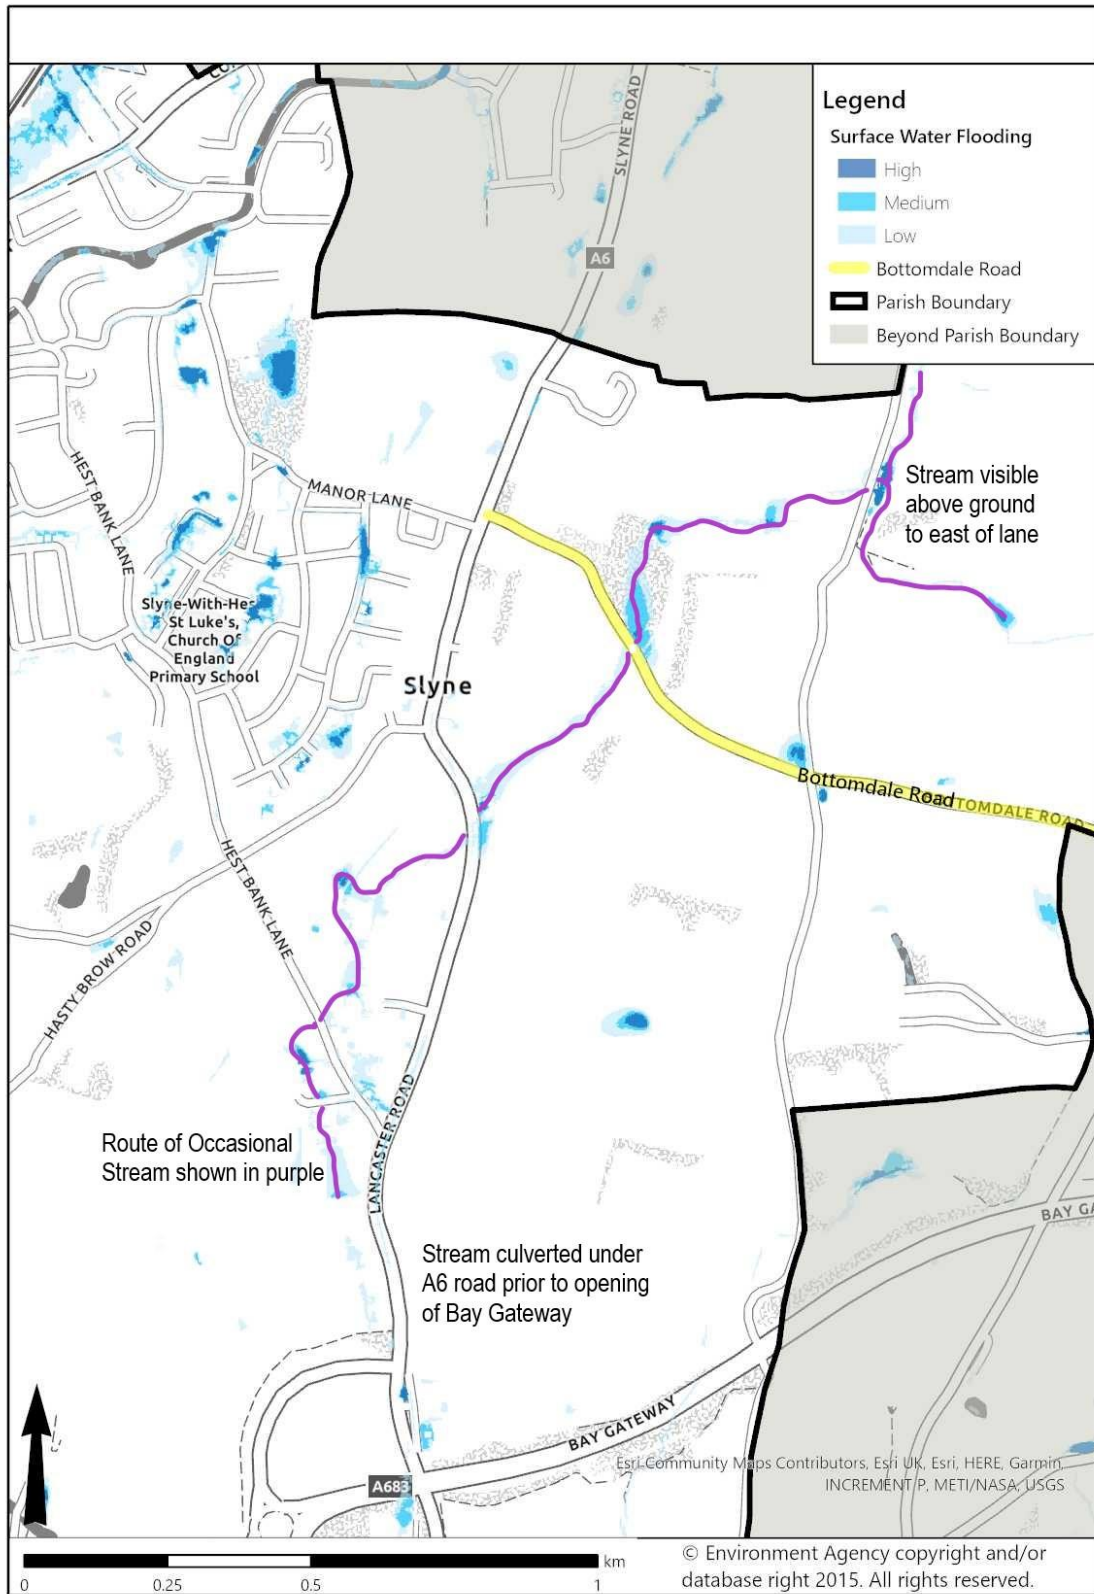 Legend
Surface Water Flooding
High
Medium
Low
Bottomdale Road
Parish Boundary
Beyond Parish Boundary
SLYNE ROAD
A6
HEST BANK LANE
MANOR LANE
Stream visible
above ground
to east of lane
Slyne-With-Hes
St Luke's,
Church Of
England
Primary School
Slyne
Bottomdale Road
TOMDALE ROAD
HEST BANK LANE
HASTY BROW ROAD
LANCASTER ROAD
Route of Occasional
Stream shown in purple
BAY GA
Stream culverted under
A6 road prior to opening
of Bay Gateway
BAY GATEWAY
A683
Esri Community Maps Contributors, Esri UK, Esri, HERE, Garmin,
INCREMENT P, METI/NASA, USGS
km
0 0.25 0.5 1
© Environment Agency copyright and/or
database right 2015. All rights reserved.